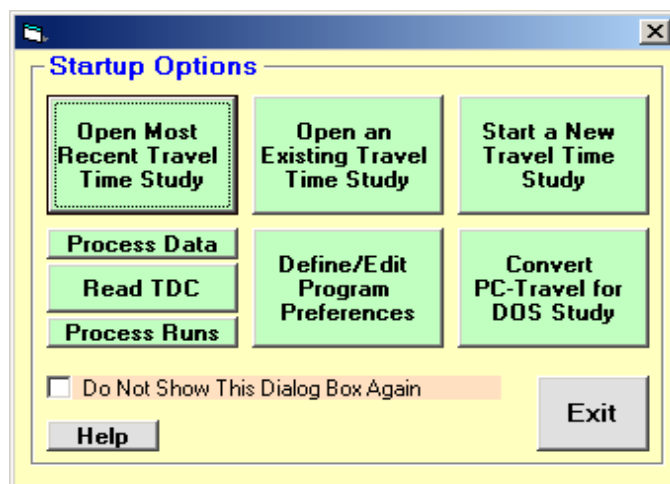 Startup Options
Open Most
Recent Travel
Time Study
Open an
Existing Travel
Time Study
Start a New
Travel Time
Study
Process Data
Read TDC
Process Runs
Define/Edit
Program
Preferences
Convert
PC-Travel for
DOS Study
Do Not Show This Dialog Box Again
Help
Exit